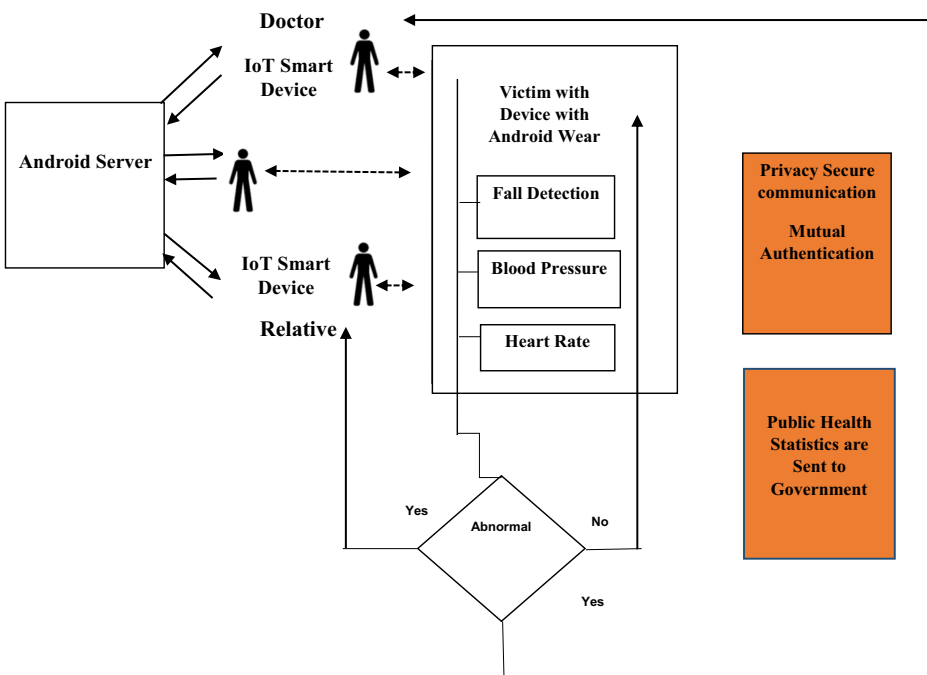 Doctor
IoT Smart
Device
Android Server
IoT Smart
Device
Relative
Victim with
Device with
Android Wear
Fall Detection
Blood Pressure
Heart Rate
Privacy Secure
communication
Mutual
Authentication
Public Health
Statistics are
Sent to
Government
Yes
Abnormal
No
Yes